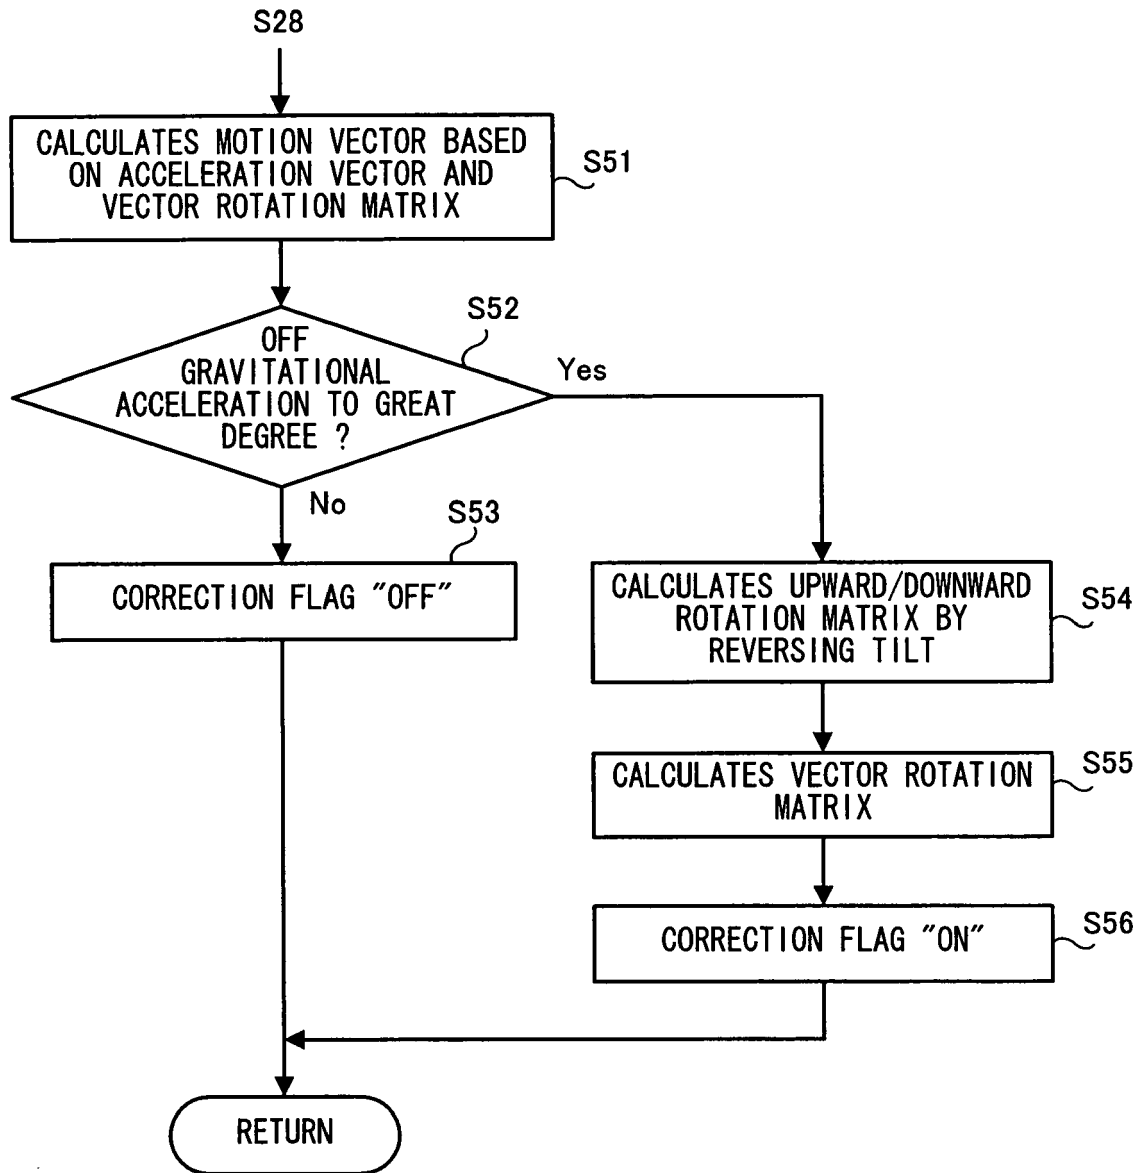 S28
CALCULATES MOTION VECTOR BASED
ON ACCELERATION VECTOR AND
VECTOR ROTATION MATRIX
S51
OFF
GRAVITATIONAL
ACCELERATION TO GREAT
DEGREE ?
S52
Yes
No
S53
CORRECTION FLAG "OFF"
CALCULATES UPWARD/DOWNWARD
ROTATION MATRIX BY
REVERSING TILT
S54
CALCULATES VECTOR ROTATION
MATRIX
S55
CORRECTION FLAG "ON"
S56
RETURN